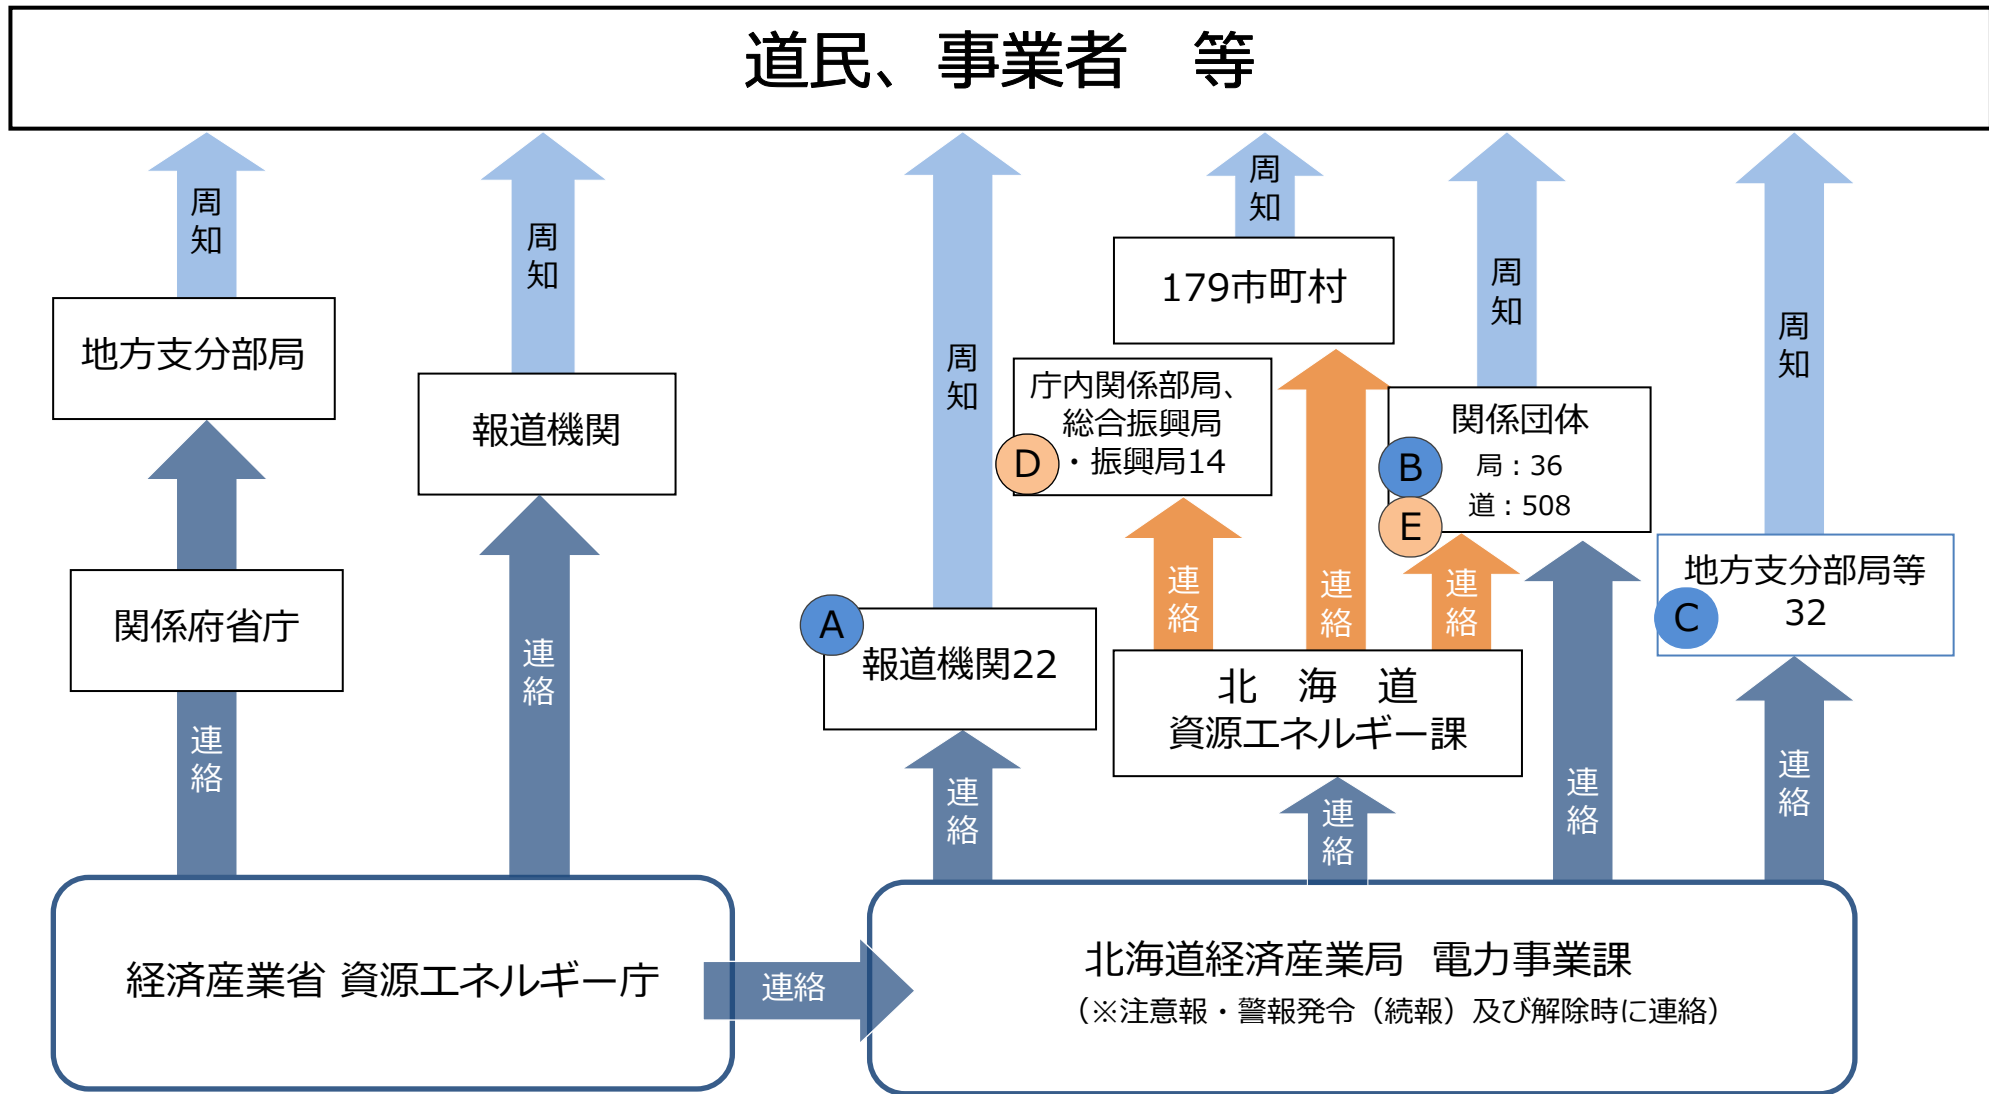 道民、事業者　等
周知
周知
周知
周知
周知
周知
179市町村
地方支分部局
報道機関
庁内関係部局、
総合振興局
・振興局14
D
関係団体
局：36
道：508
B
E
地方支分部局等
32
C
関係府省庁
連絡
連絡
連絡
連絡
A
報道機関22
北　海　道
資源エネルギー課
連絡
連絡
連絡
連絡
連絡
連絡
経済産業省 資源エネルギー庁
連絡
北海道経済産業局　電力事業課
（※注意報・警報発令（続報）及び解除時に連絡）